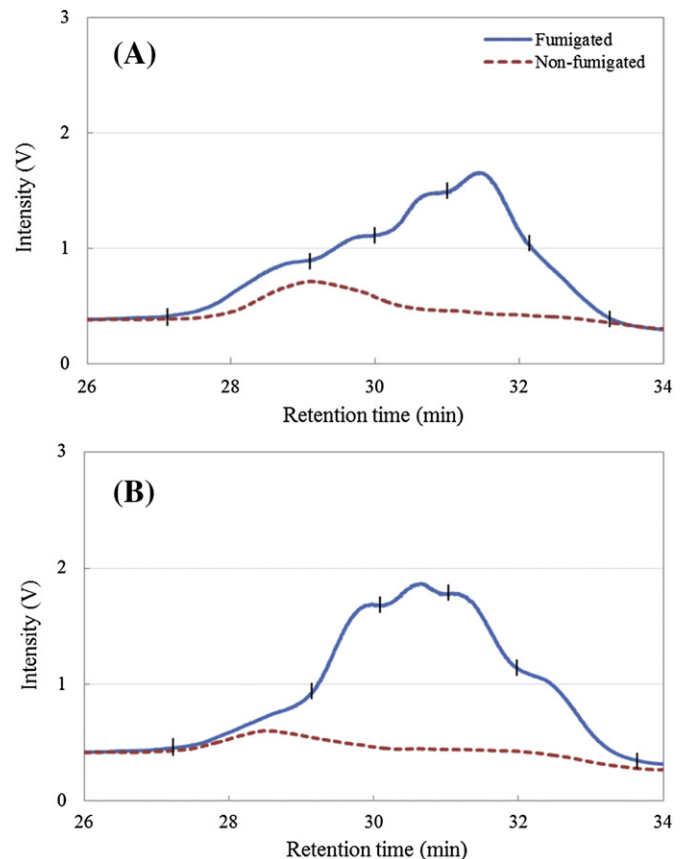 3
(A)
Fumigated
Non-fumigated
2
Intensity (V)
1
0
26 28 30 32 34
Retention time (min)
3
(B)
2
Intensity (V)
1
0
26 28 30 32 34
Retention time (min)